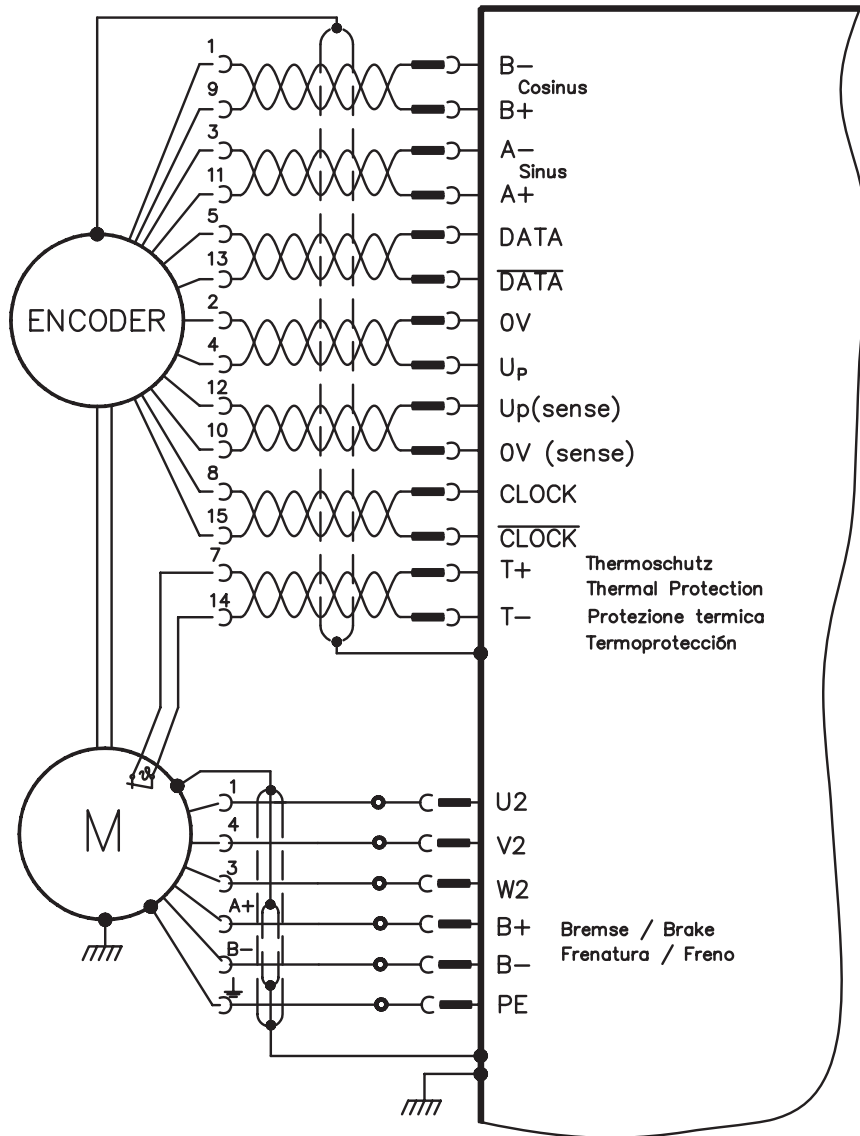 1 B−
Cosinus
9 B+
3 A−
Sinus
11 A+
5 DATA
13 D̅A̅T̅A̅
ENCODER
2 0V
4 UP
12 Up(sense)
10 0V (sense)
8 CLOCK
15 C̅L̅O̅C̅K̅
7 T+ Thermoschutz
Thermal Protection
14 T− Protezione termica
Termoprotección
ϑ
M
1 U2
4 V2
3 W2
A+ B+ Bremse / Brake
Frenatura / Freno
B− B−
PE